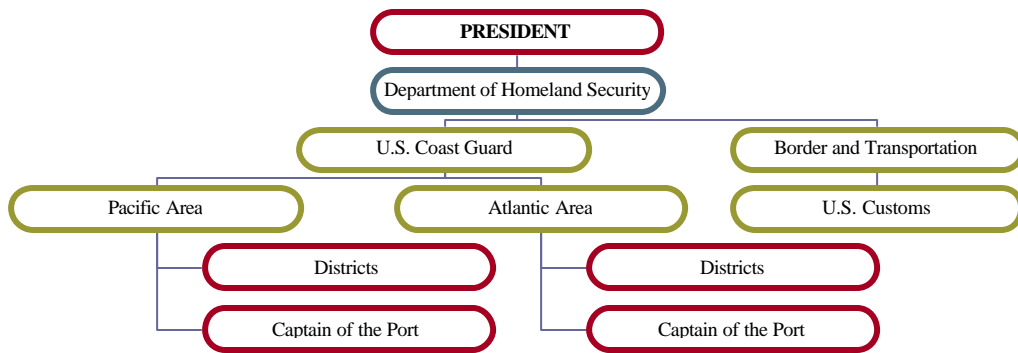 PRESIDENT
Department of Homeland Security
U.S. Coast Guard
Border and Transportation
Pacific Area
Atlantic Area
U.S. Customs
Districts
Districts
Captain of the Port
Captain of the Port